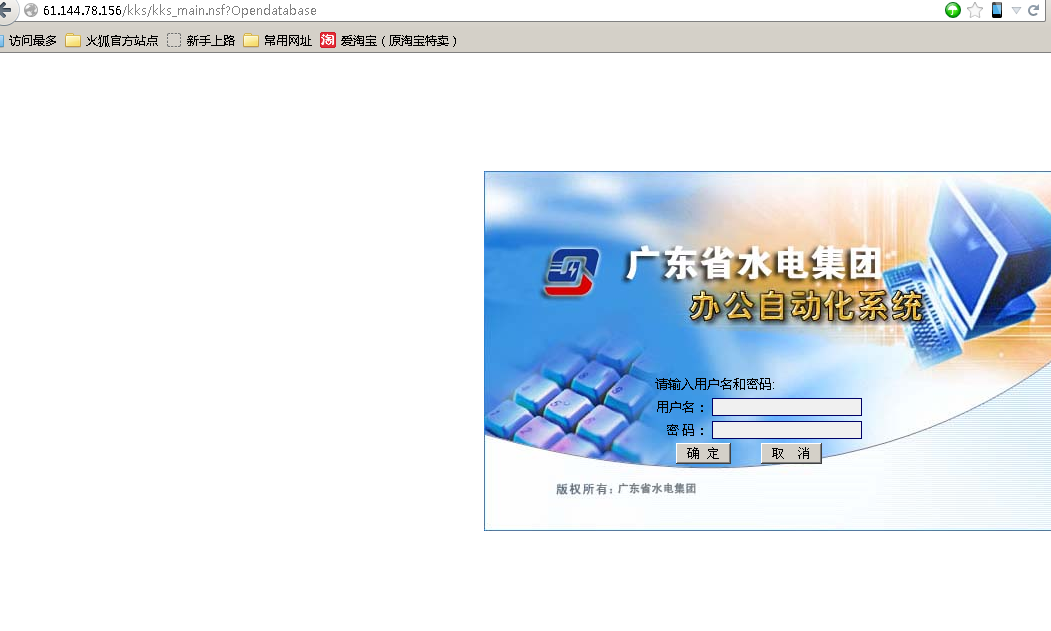 61.144.78.156/kks/kks_main.nsf?Opendatabase
访问最多 火狐官方站点 新手上路 常用网址 淘 爱淘宝（原淘宝特卖）
广东省水电集团
办公自动化系统
请输入用户名和密码:
用户名：
密 码：
确 定 取 消
版权所有：广东省水电集团